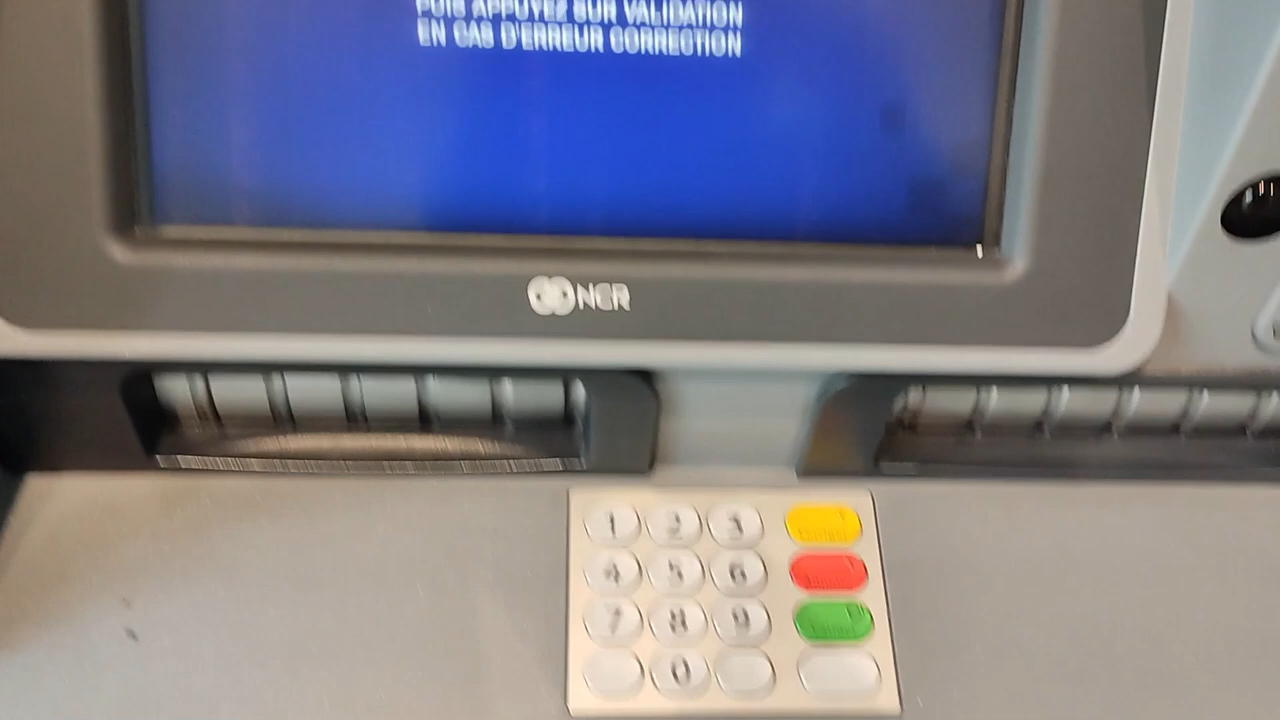 PUIS APPUYEZ SUR VALIDATION
EN CAS D'ERREUR CORRECTION
NCR
1 2 3
4 5 6
7 8 9
0